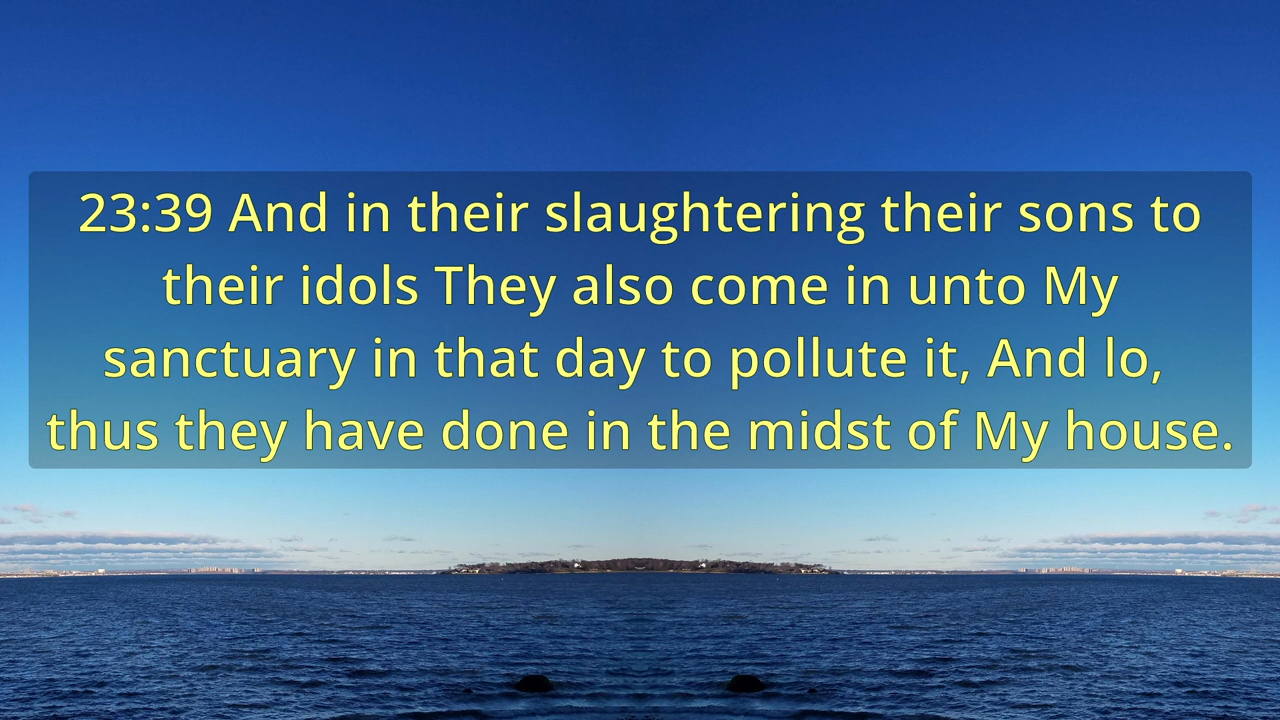 23:39 And in their slaughtering their sons to
their idols They also come in unto My
sanctuary in that day to pollute it, And lo,
thus they have done in the midst of My house.